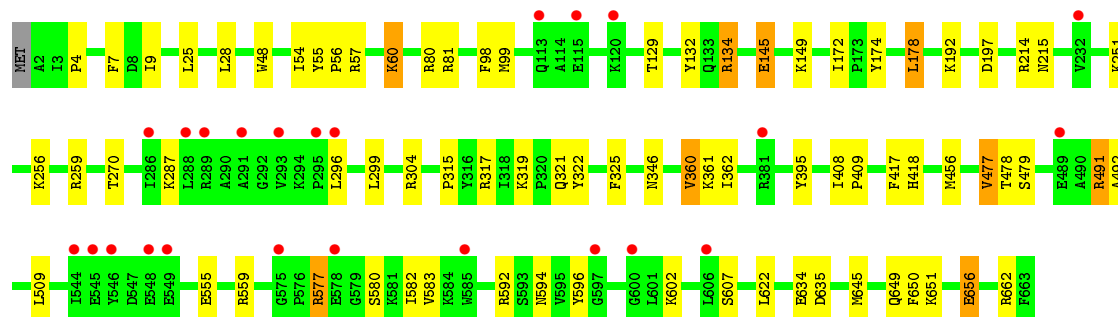 MET A2 I3 P4 F7 D8 I9 L25 L28 W48 I54 Y55 P56 R57 K60 R80 R81 F98 M99 Q113 A114 E115 K120 T129 Y132 Q133 R134 E145 K149 I172 P173 Y174 L178 K192 D197 R214 N215 V232 K251
K256 R259 T270 I286 K287 L288 R289 A290 A291 G292 V293 K294 P295 L296 L299 R304 P315 Y316 R317 I318 K319 P320 Q321 Y322 F325 N346 V360 K361 I362 R381 Y395 I408 P409 F417 H418 M456 V477 T478 S479 E489 A490 R491 A492
L509 I544 E545 Y546 D547 E548 E549 E555 R559 G575 P576 R577 E578 G579 S580 K581 I582 V583 K584 W585 R592 S593 N594 V595 Y596 G597 G600 L601 K602 L606 S607 L622 E634 D635 M645 Q649 F650 K651 E656 R662 F663